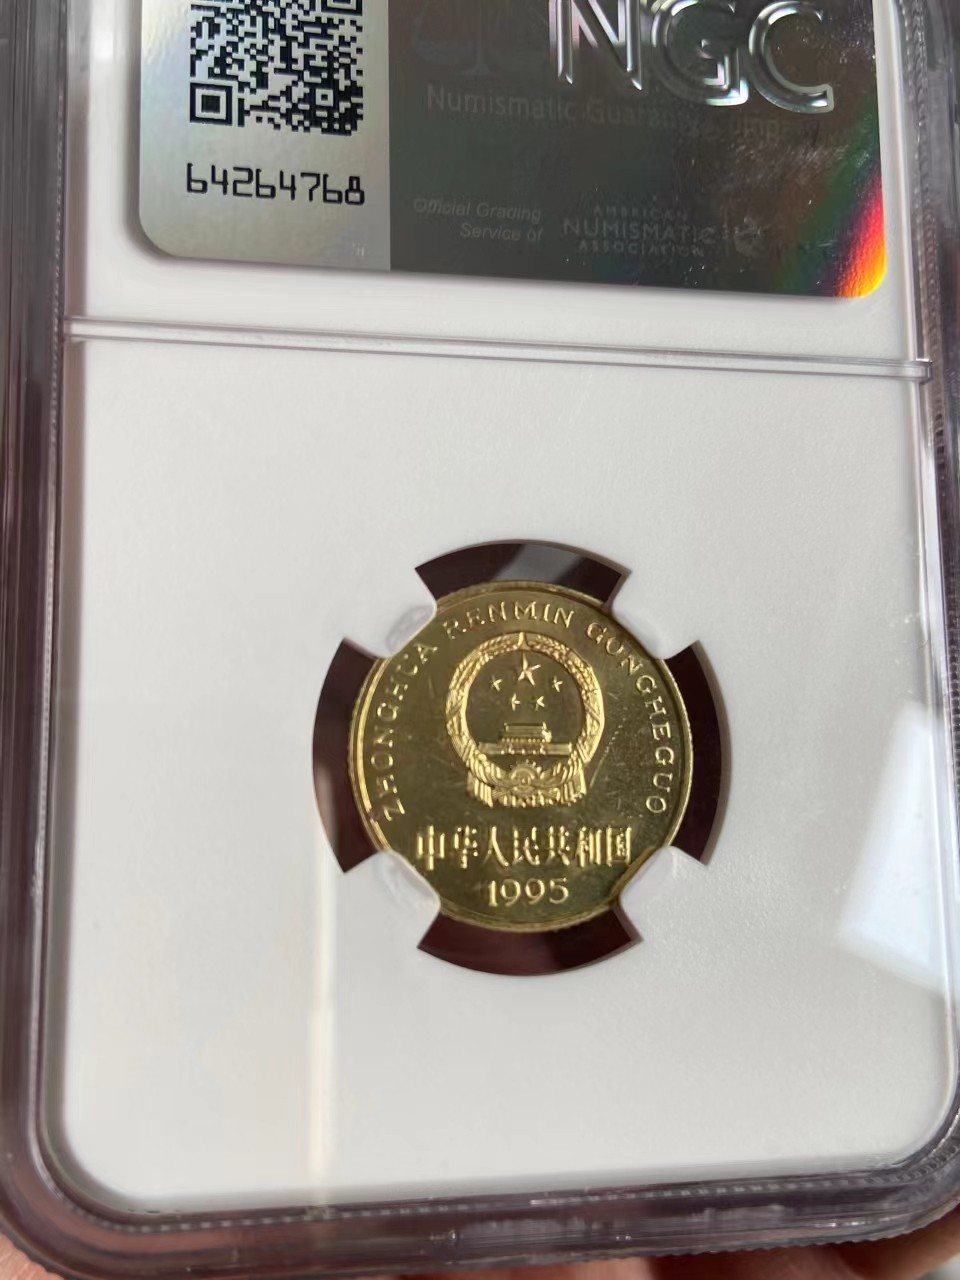 NGC
Numismatic Guaranty Company
64264768
Official Grading
Service of
AMERICAN
NUMISMATIC
ASSOCIATION
ZHONGHUA RENMIN GONGHEGUO
中华人民共和国
1995